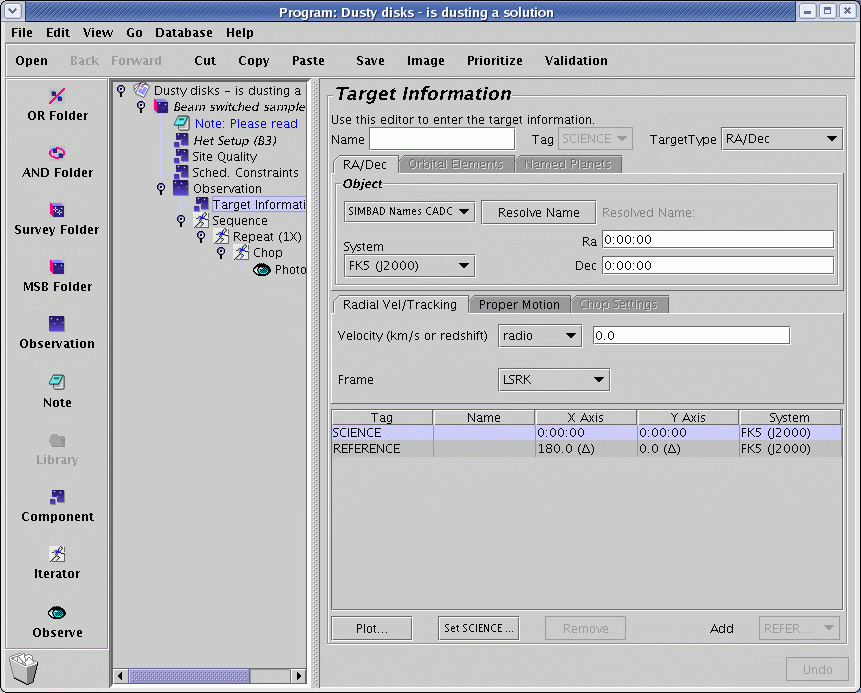 Program: Dusty disks - is dusting a solution
File Edit View Go Database Help
Open Back Forward Cut Copy Paste Save Image Prioritize Validation
OR Folder
AND Folder
Survey Folder
MSB Folder
Observation
Note
Library
Component
Iterator
Observe
Dusty disks - is dusting a
Beam switched sample
Note: Please read
Het Setup (B3)
Site Quality
Sched. Constraints
Observation
Target Informati
Sequence
Repeat (1X)
Chop
Photo
Target Information
Use this editor to enter the target information.
Name Tag SCIENCE TargetType RA/Dec
RA/Dec Orbital Elements Named Planets
Object
SIMBAD Names CADC Resolve Name Resolved Name:
Ra 0:00:00
System
FK5 (J2000) Dec 0:00:00
Radial Vel/Tracking Proper Motion Chop Settings
Velocity (km/s or redshift) radio 0.0
Frame LSRK
Tag Name X Axis Y Axis System
SCIENCE 0:00:00 0:00:00 FK5 (J2000)
REFERENCE 180.0 (Δ) 0.0 (Δ) FK5 (J2000)
Plot... Set SCIENCE ... Remove Add REFER...
Undo